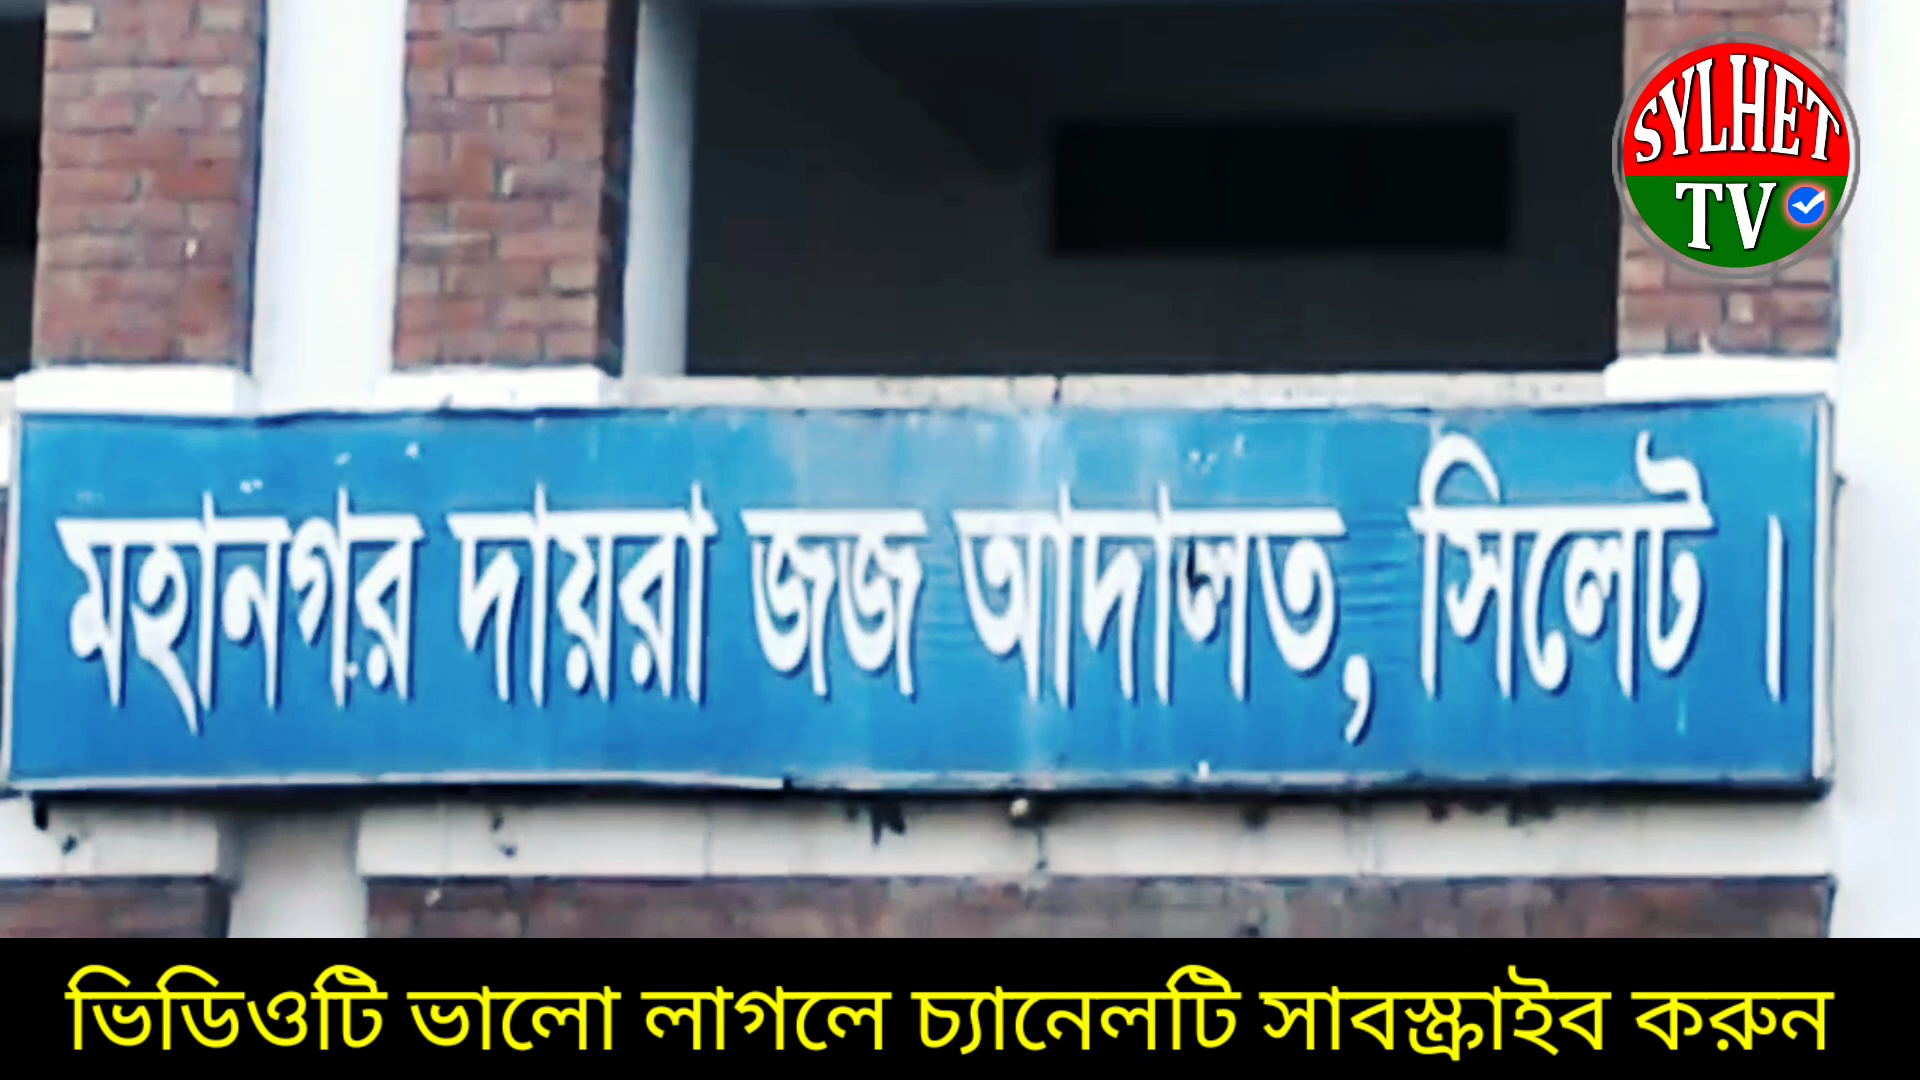 SYLHET
TV
মহানগর দায়রা জজ আদালত, সিলেট ।
ভিডিওটি ভালো লাগলে চ্যানেলটি সাবস্ক্রাইব করুন